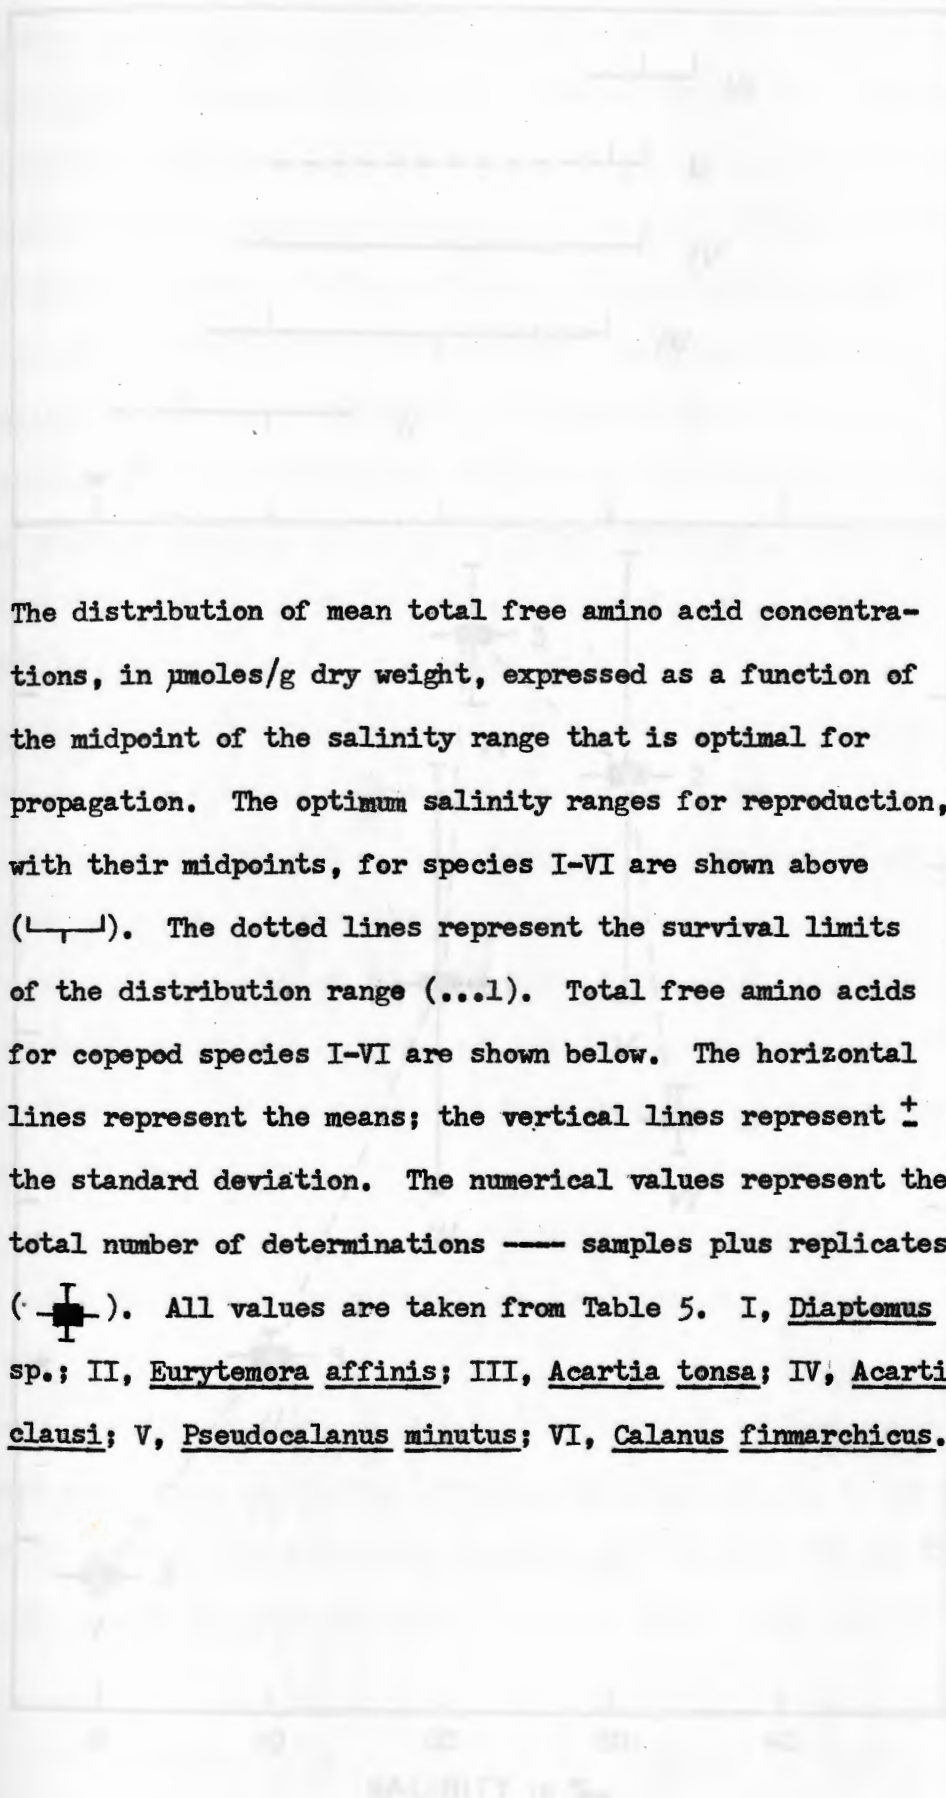 The distribution of mean total free amino acid concentra-
tions, in µmoles/g dry weight, expressed as a function of
the midpoint of the salinity range that is optimal for
propagation. The optimum salinity ranges for reproduction,
with their midpoints, for species I-VI are shown above
(). The dotted lines represent the survival limits
of the distribution range (...l). Total free amino acids
for copepod species I-VI are shown below. The horizontal
lines represent the means; the vertical lines represent ±
the standard deviation. The numerical values represent the
total number of determinations —— samples plus replicates
( ). All values are taken from Table 5. I, Diaptomus
sp.; II, Eurytemora affinis; III, Acartia tonsa; IV, Acarti
clausi; V, Pseudocalanus minutus; VI, Calanus finmarchicus.
SALINITY in ‰